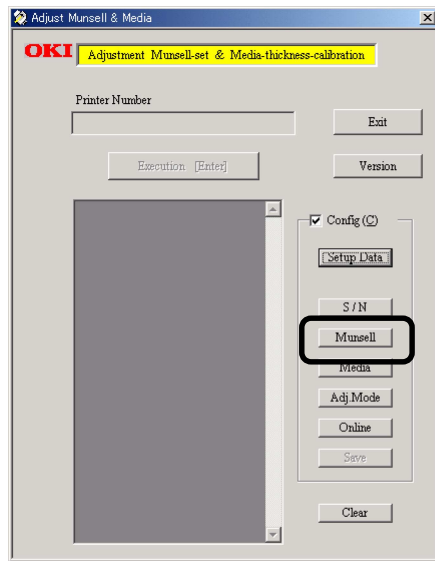 Adjust Munsell & Media
OKI
Adjustment Munsell-set & Media-thickness-calibration
Printer Number
Exit
Execution [Enter]
Version
Config (C)
Setup Data
S / N
Munsell
Media
Adj.Mode
Online
Save
Clear